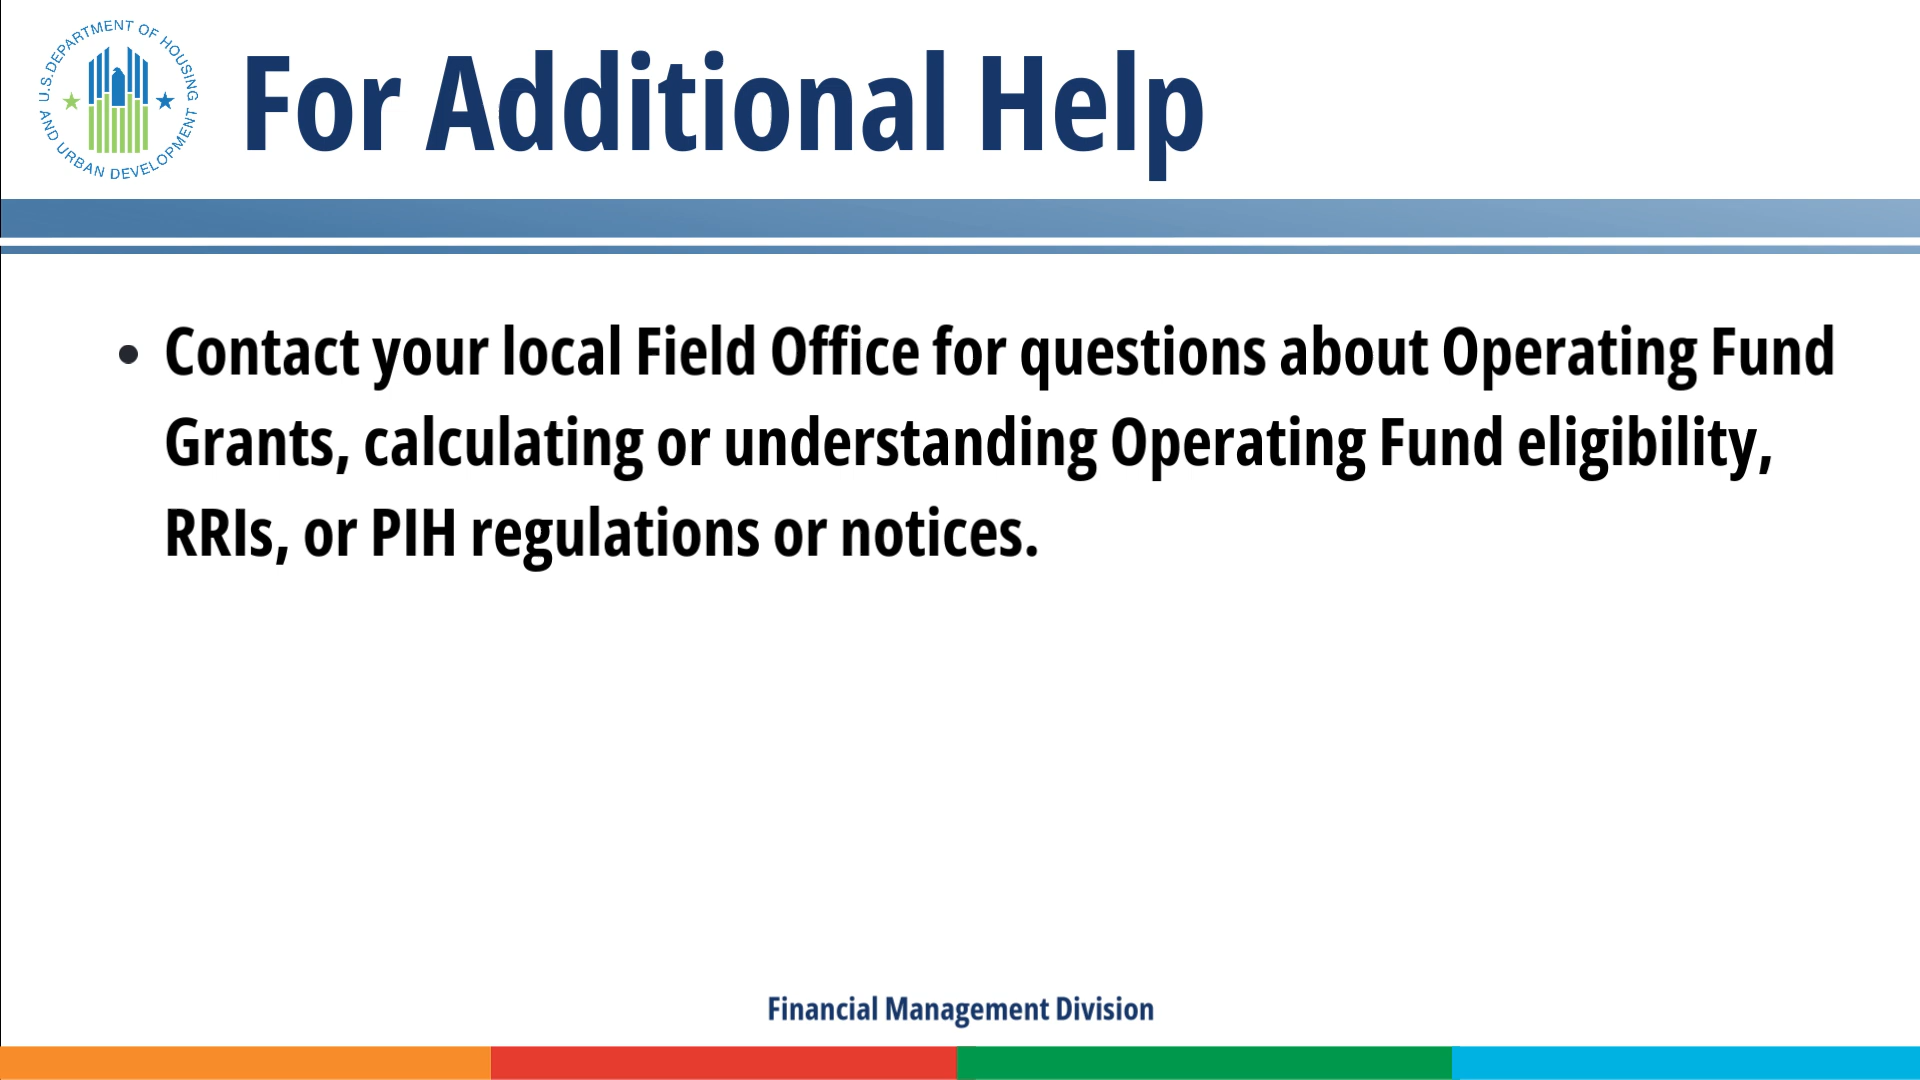 U.S. DEPARTMENT OF HOUSING
AND URBAN DEVELOPMENT
For Additional Help
• Contact your local Field Office for questions about Operating Fund
Grants, calculating or understanding Operating Fund eligibility,
RRIs, or PIH regulations or notices.
Financial Management Division